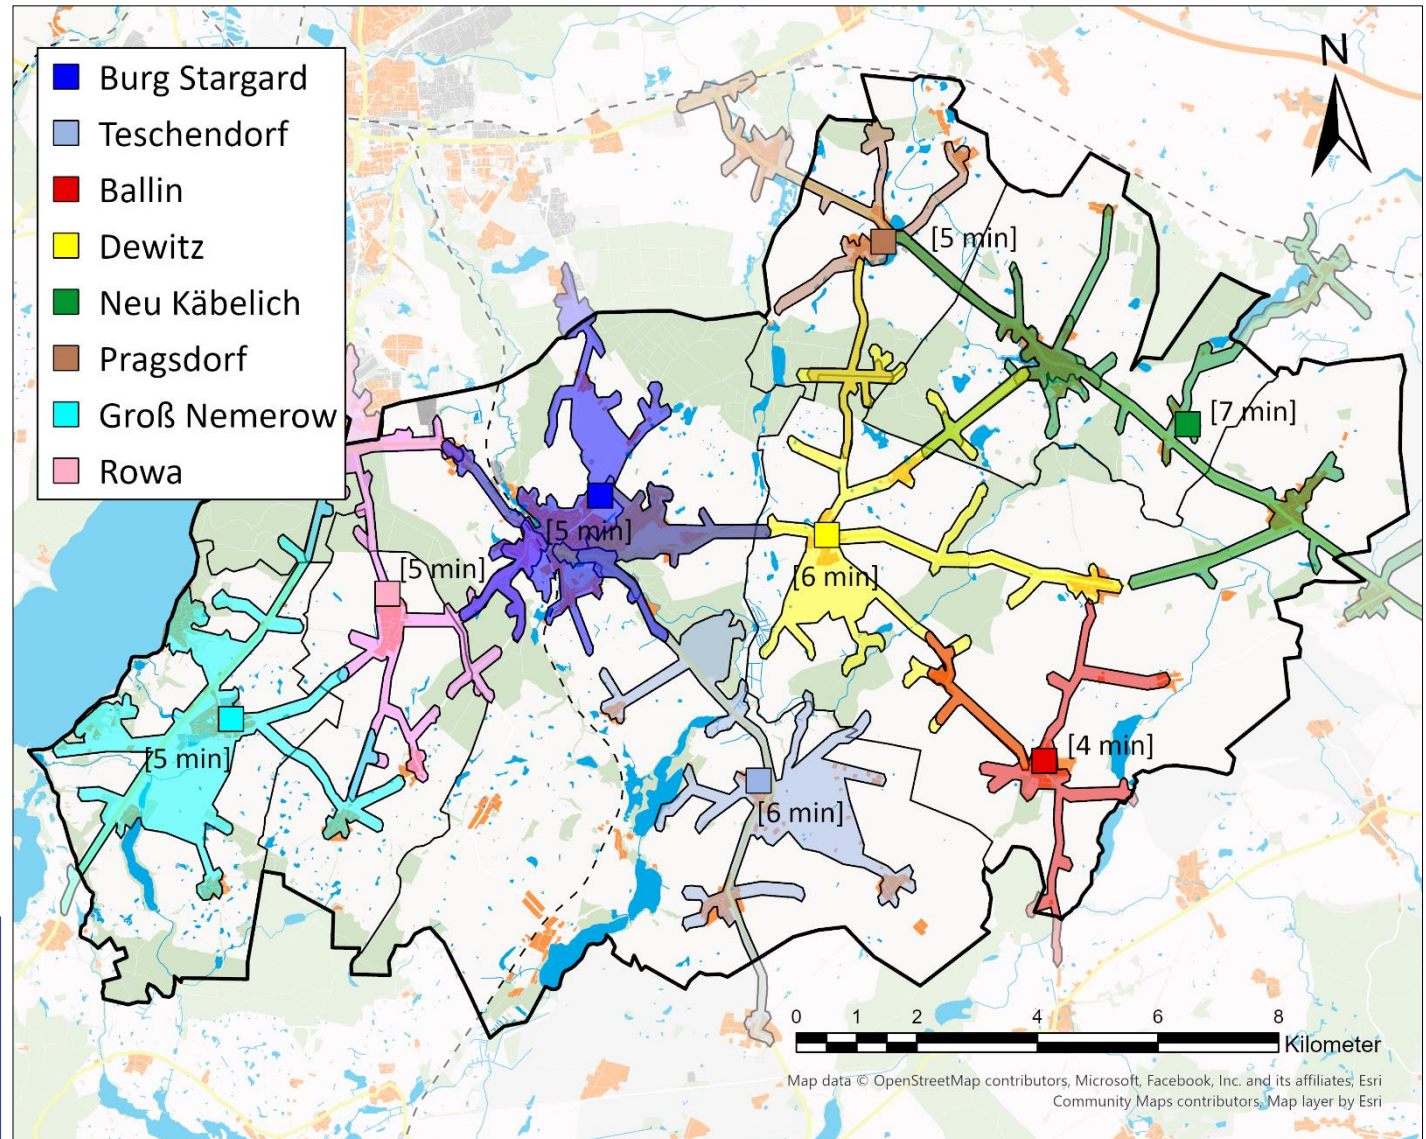 Burg Stargard
Teschendorf
Ballin
Dewitz
Neu Käbelich
Pragsdorf
Groß Nemerow
Rowa
N
[5 min]
[7 min]
[5 min]
[5 min]
[6 min]
[4 min]
[5 min]
[6 min]
0 1 2 4 6 8
Kilometer
Map data © OpenStreetMap contributors, Microsoft, Facebook, Inc. and its affiliates, Esri
Community Maps contributors, Map layer by Esri